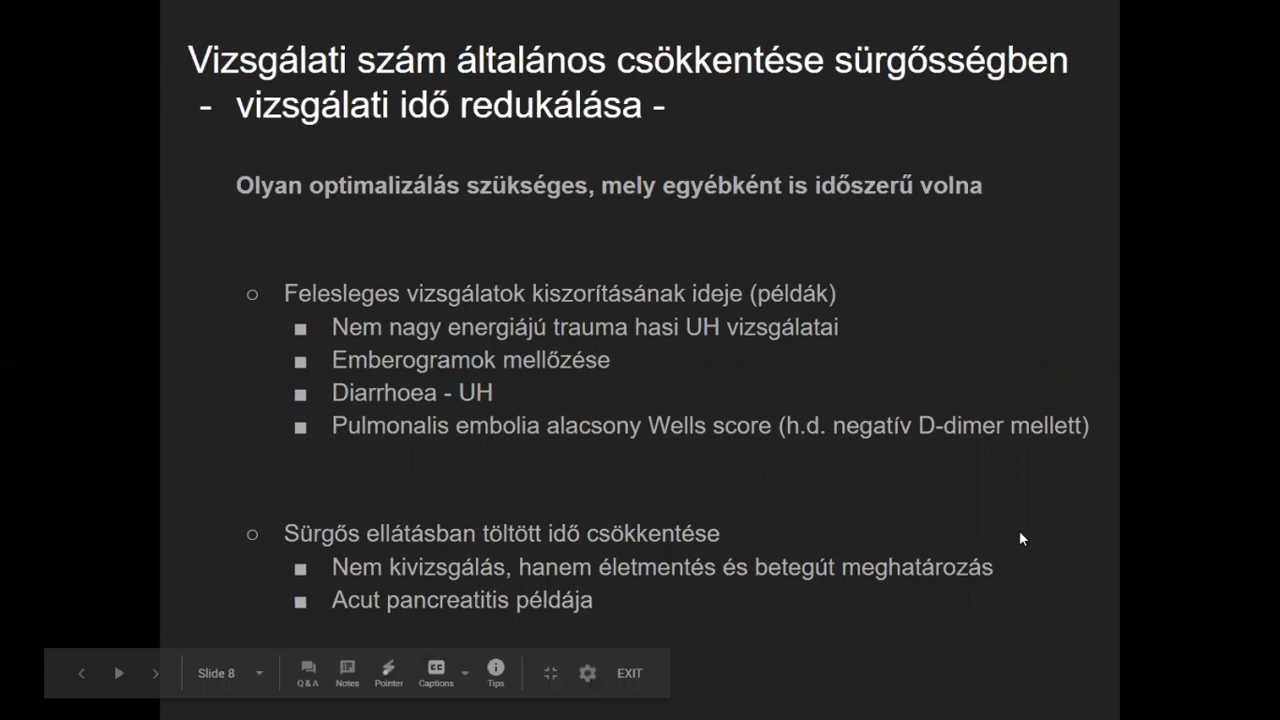 Vizsgálati szám általános csökkentése sürgősségben
- vizsgálati idő redukálása -
Olyan optimalizálás szükséges, mely egyébként is időszerű volna
○ Felesleges vizsgálatok kiszorításának ideje (példák)
■ Nem nagy energiájú trauma hasi UH vizsgálatai
■ Emberogramok mellőzése
■ Diarrhoea - UH
■ Pulmonalis embolia alacsony Wells score (h.d. negatív D-dimer mellett)
○ Sürgős ellátásban töltött idő csökkentése
■ Nem kivizsgálás, hanem életmentés és betegút meghatározás
■ Acut pancreatitis példája
Slide 8 Q & A Notes Pointer CC Captions Tips EXIT